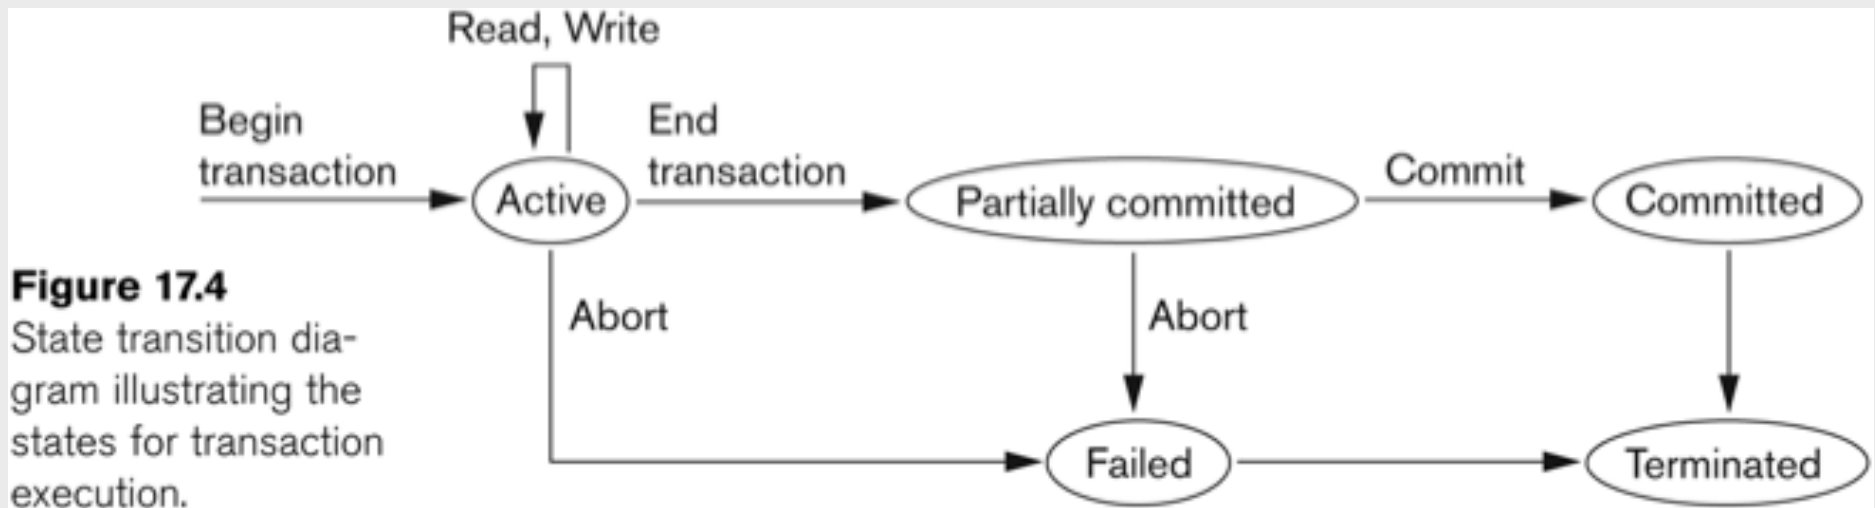 Read, Write
Begin
transaction
Active
End
transaction
Partially committed
Commit
Committed
Figure 17.4
State transition dia-
gram illustrating the
states for transaction
execution.
Abort
Abort
Failed
Terminated